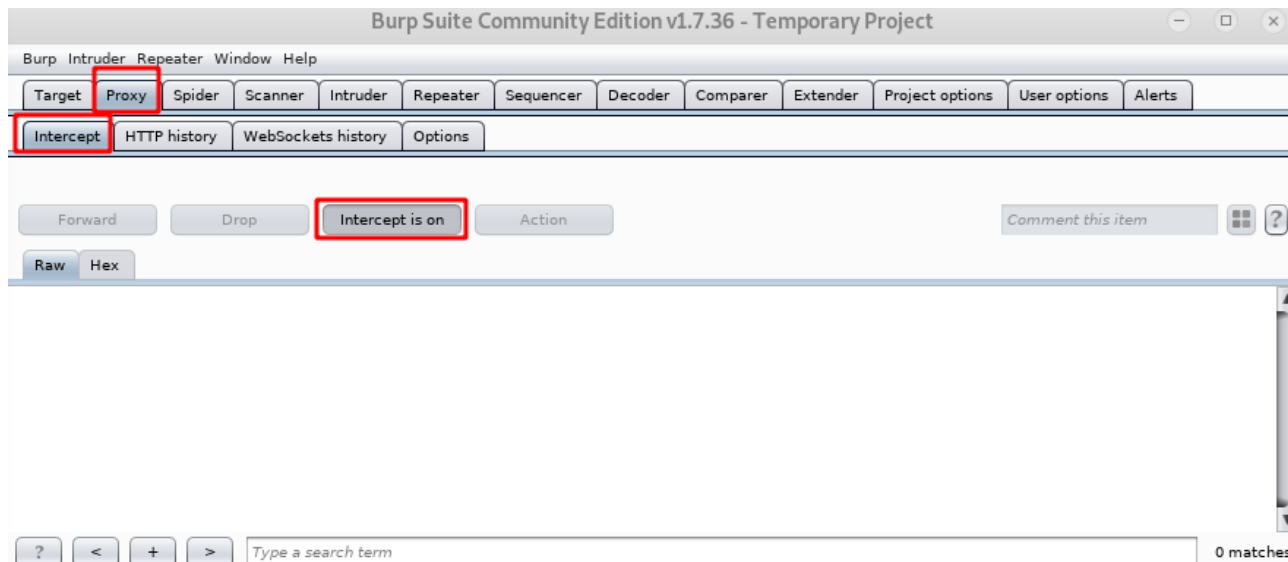 Burp Suite Community Edition v1.7.36 - Temporary Project
Burp Intruder Repeater Window Help
Target Proxy Spider Scanner Intruder Repeater Sequencer Decoder Comparer Extender Project options User options Alerts
Intercept HTTP history WebSockets history Options
Forward Drop Intercept is on Action Comment this item ?
Raw Hex
? < + > Type a search term 0 matches